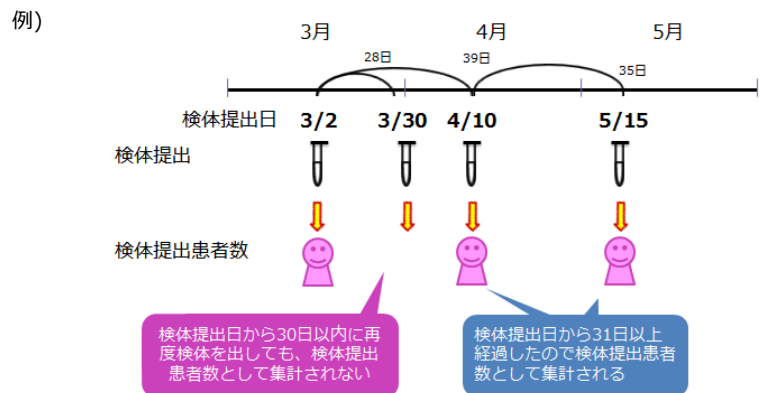 例)
3月 4月 5月
28日 39日 35日
検体提出日 3/2 3/30 4/10 5/15
検体提出
検体提出患者数
検体提出日から30日以内に再
度検体を出しても、検体提出
患者数として集計されない
検体提出日から31日以上
経過したので検体提出患者
数として集計される